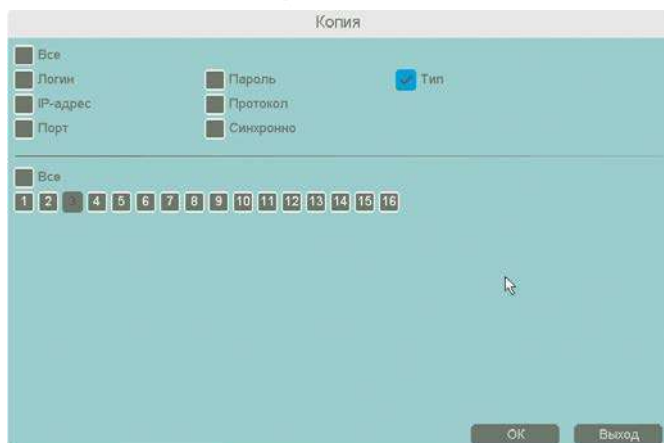 Копия
Все
Логин Пароль Тип
IP-адрес Протокол
Порт Синхронно
Все
1 2 3 4 5 6 7 8 9 10 11 12 13 14 15 16
OK Выход